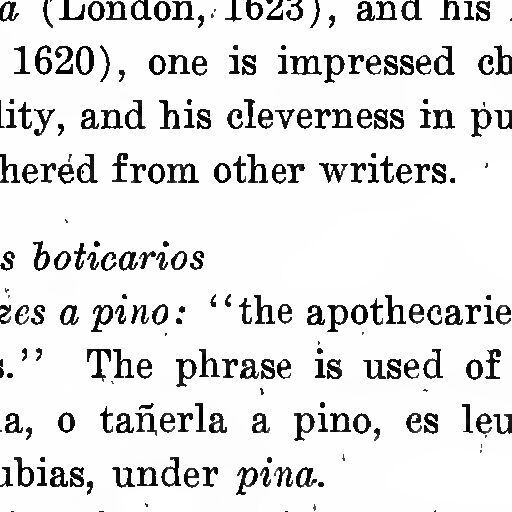 a (London, 1623), and his
1620), one is impressed ch
lity, and his cleverness in pu
hered from other writers.
s boticarios
zes a pino: "the apothecarie
s." The phrase is used of
la, o tañerla a pino, es leu
ubias, under pina.